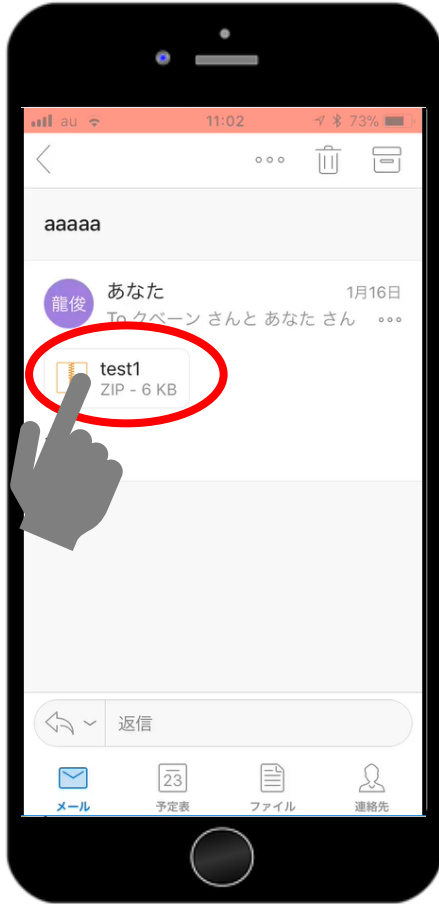 au 11:02 73%
aaaaa
龍俊 あなた 1月16日
To クベーン さんと あなた さん
test1
ZIP - 6 KB
返信
23
メール 予定表 ファイル 連絡先